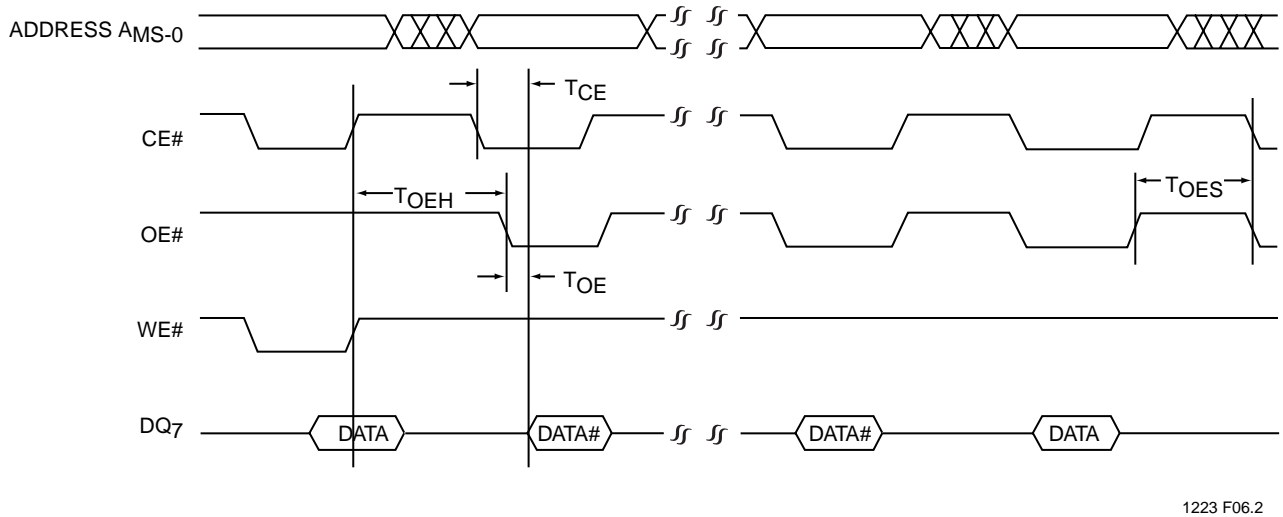 ADDRESS AMS-0
TCE
CE#
TOEH
TOES
OE#
TOE
WE#
DQ7
DATA
DATA#
DATA#
DATA
1223 F06.2